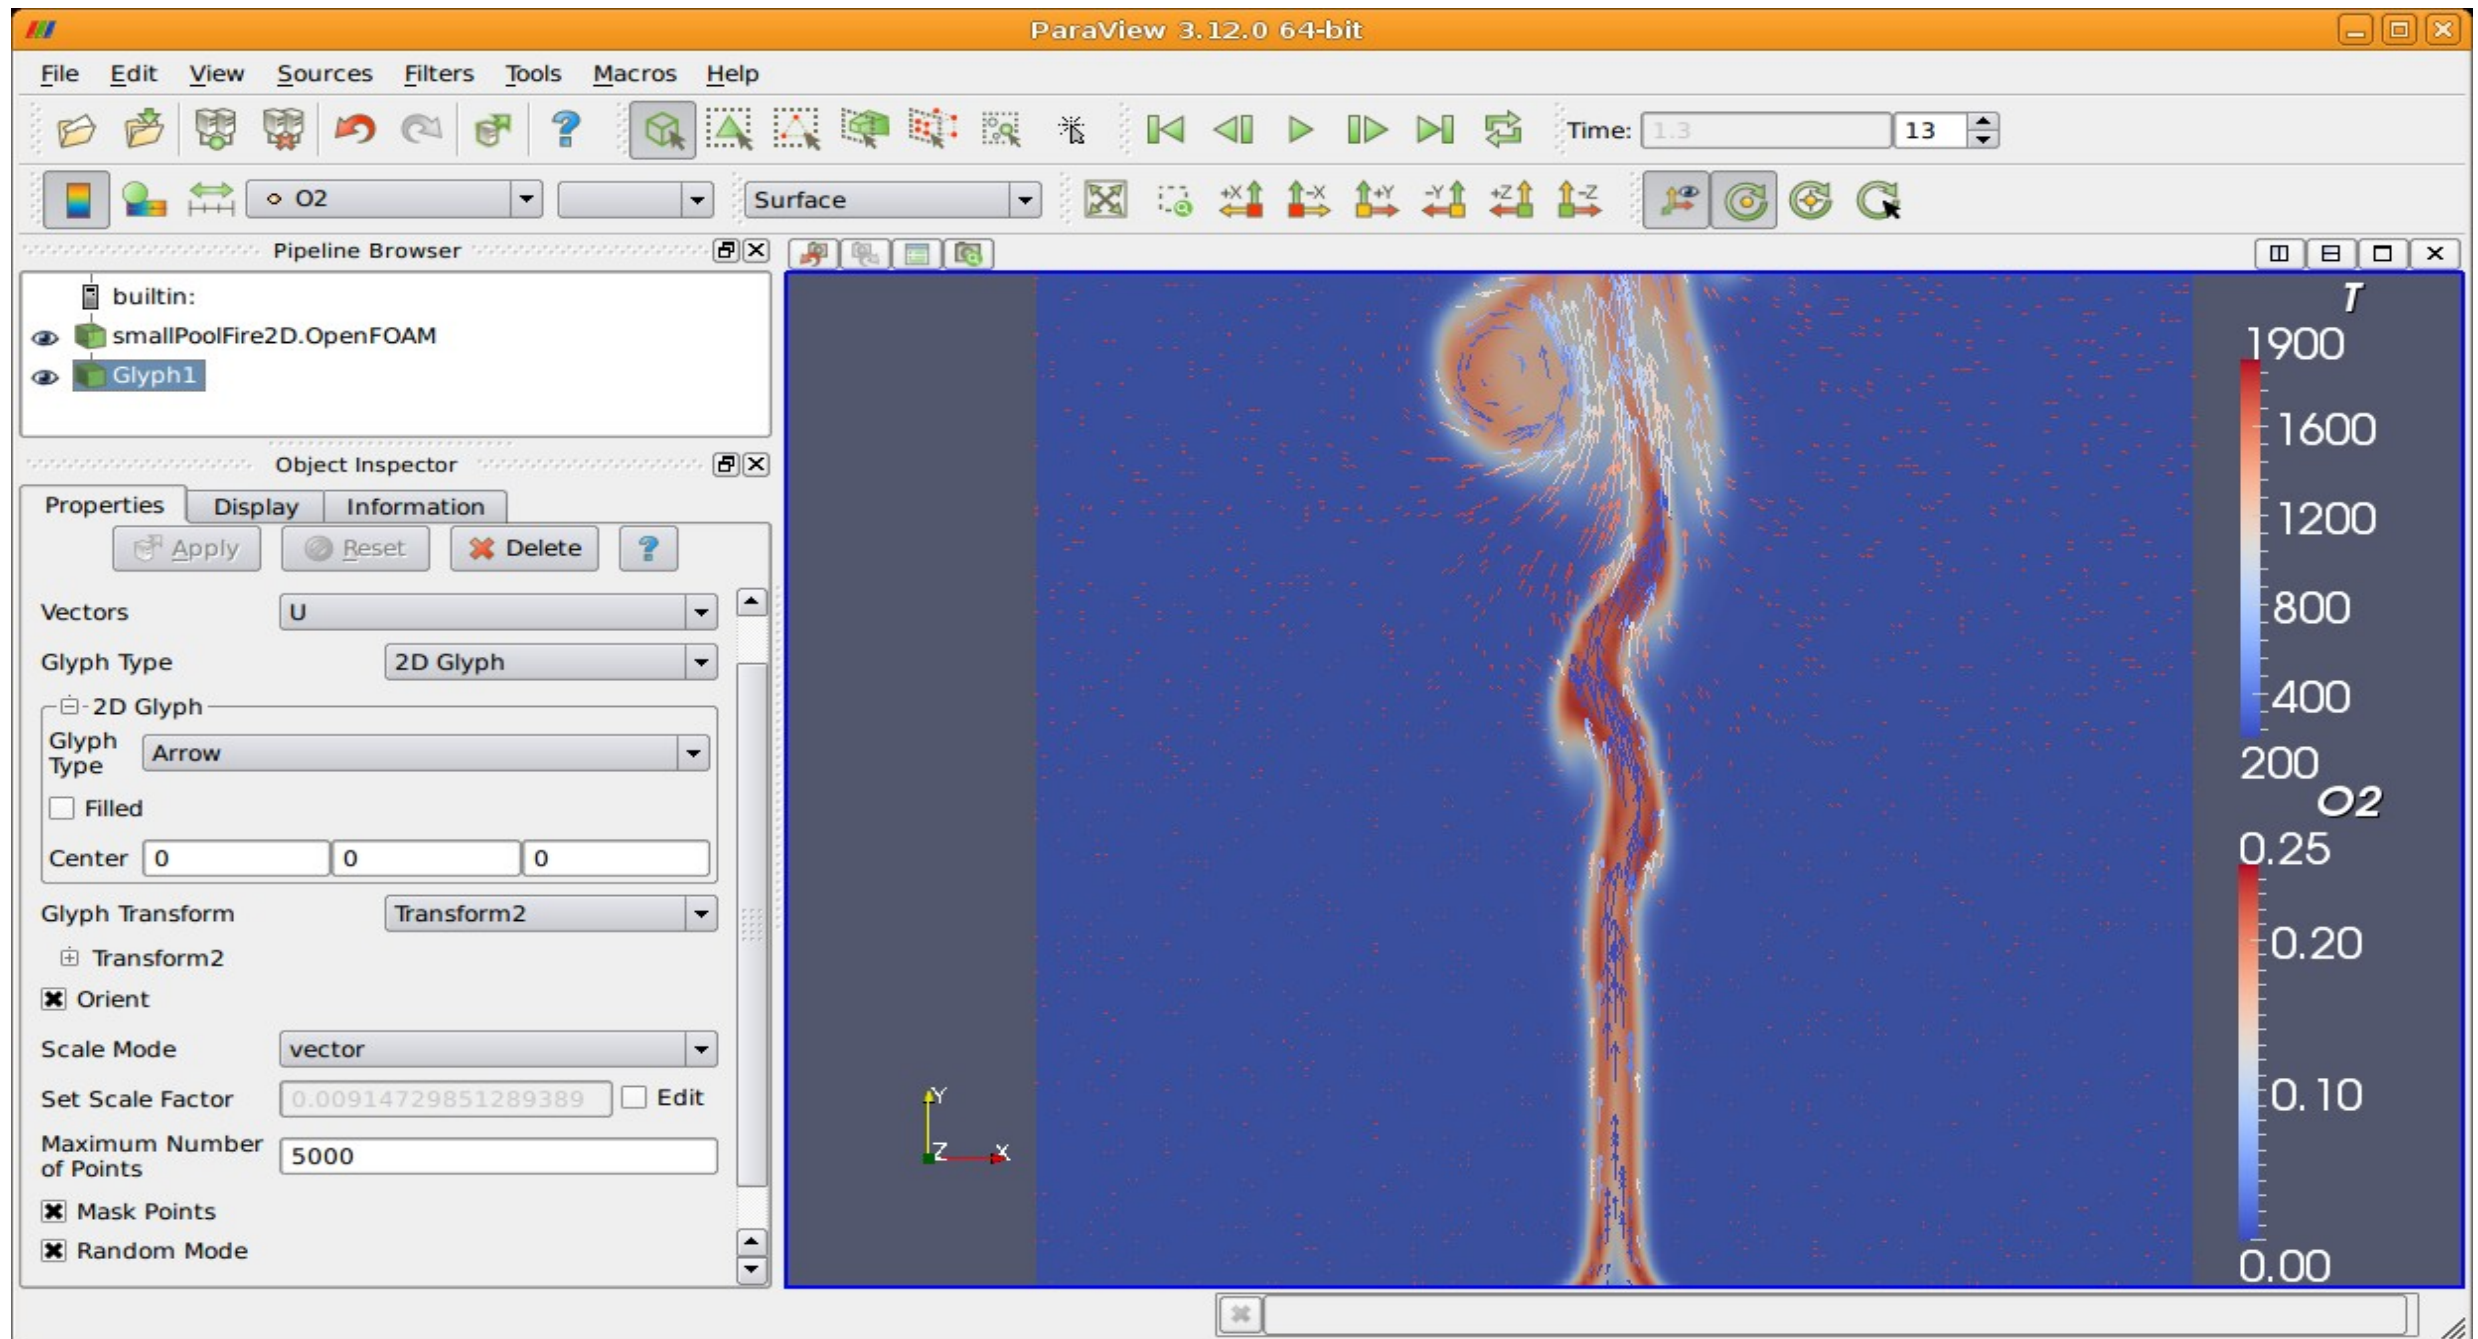 ParaView 3.12.0 64-bit
File Edit View Sources Filters Tools Macros Help
Time: 1.3 13
O2 Surface
Pipeline Browser
builtin:
smallPoolFire2D.OpenFOAM
Glyph1
Object Inspector
Properties Display Information
Apply Reset Delete ?
Vectors U
Glyph Type 2D Glyph
2D Glyph
Glyph Type Arrow
Filled
Center 0 0 0
Glyph Transform Transform2
Transform2
Orient
Scale Mode vector
Set Scale Factor 0.009147729851289389 Edit
Maximum Number of Points 5000
Mask Points
Random Mode
+X -X +Y -Y +Z -Z
Y
Z X
T
1900
1600
1200
800
400
200
O2
0.25
0.20
0.10
0.00